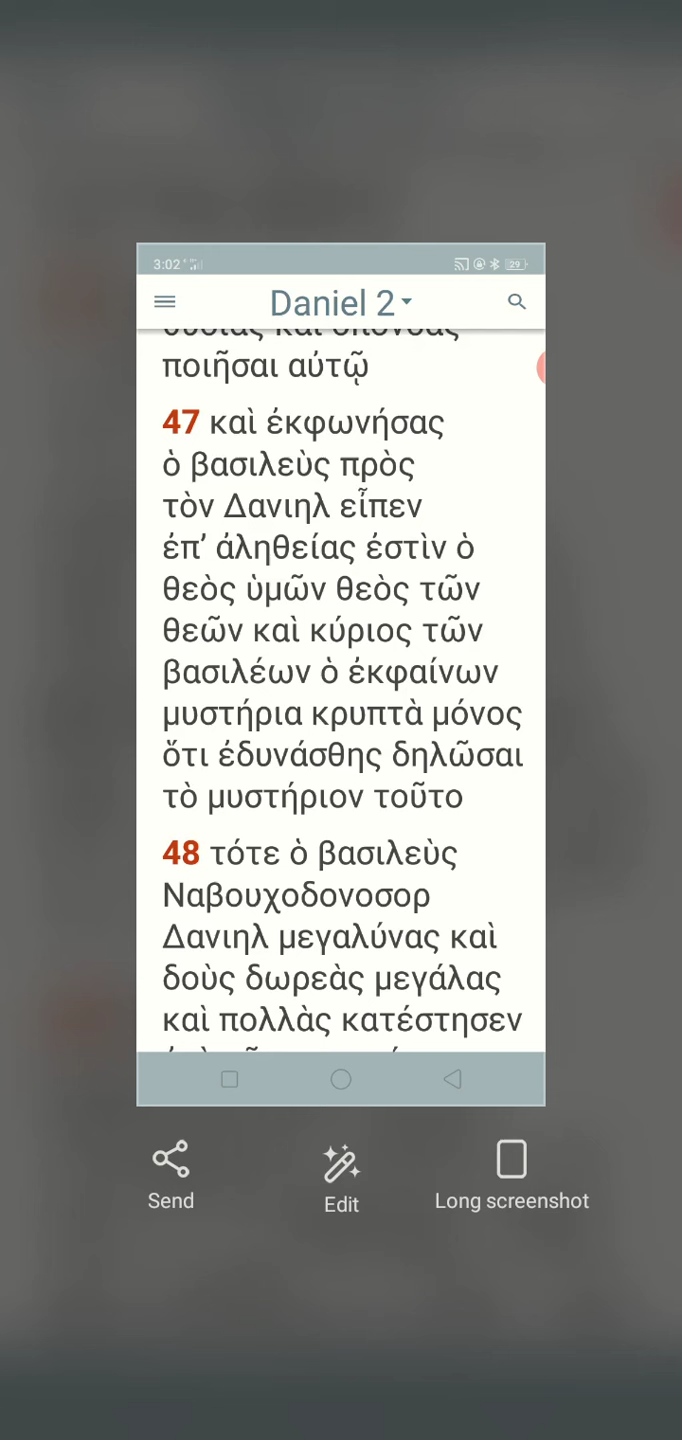 3:02
29
Daniel 2
ποιῆσαι αὐτῷ
47 καὶ ἐκφωνήσας
ὁ βασιλεὺς πρὸς
τὸν Δανιηλ εἶπεν
ἐπ’ ἀληθείας ἐστὶν ὁ
θεὸς ὑμῶν θεὸς τῶν
θεῶν καὶ κύριος τῶν
βασιλέων ὁ ἐκφαίνων
μυστήρια κρυπτὰ μόνος
ὅτι ἐδυνάσθης δηλῶσαι
τὸ μυστήριον τοῦτο
48 τότε ὁ βασιλεὺς
Ναβουχοδονοσορ
Δανιηλ μεγαλύνας καὶ
δοὺς δωρεὰς μεγάλας
καὶ πολλὰς κατέστησεν
Send
Edit
Long screenshot